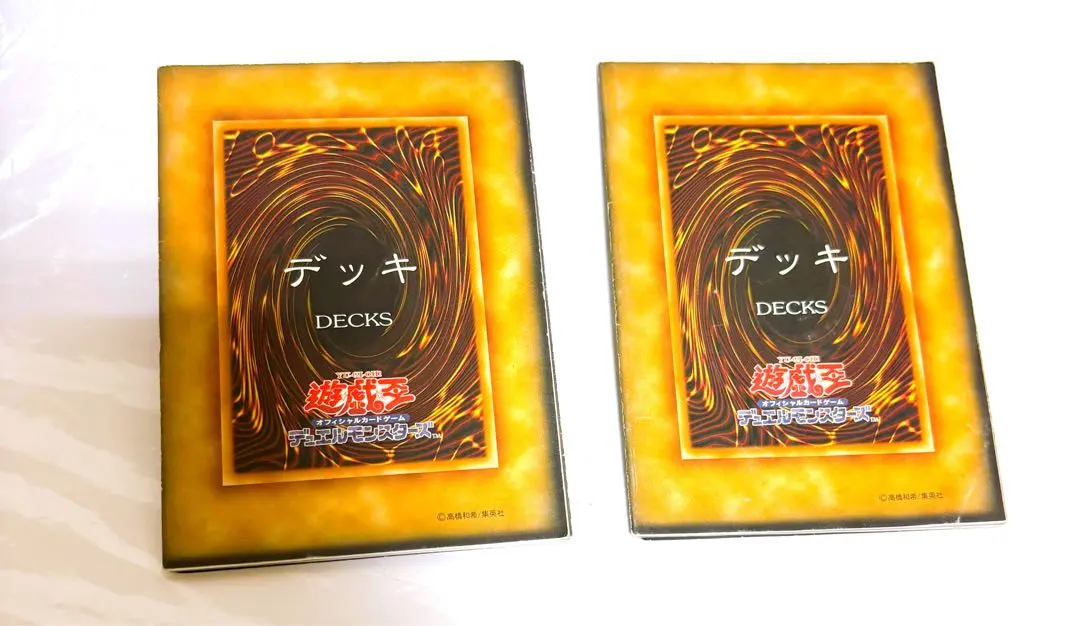 デッキ
DECKS
YU-GI-OH!
遊戯王
オフィシャルカードゲーム
デュエルモンスターズ
TM
©高橋和希/集英社
デッキ
DECKS
YU-GI-OH!
遊戯王
オフィシャルカードゲーム
デュエルモンスターズ
TM
©高橋和希/集英社